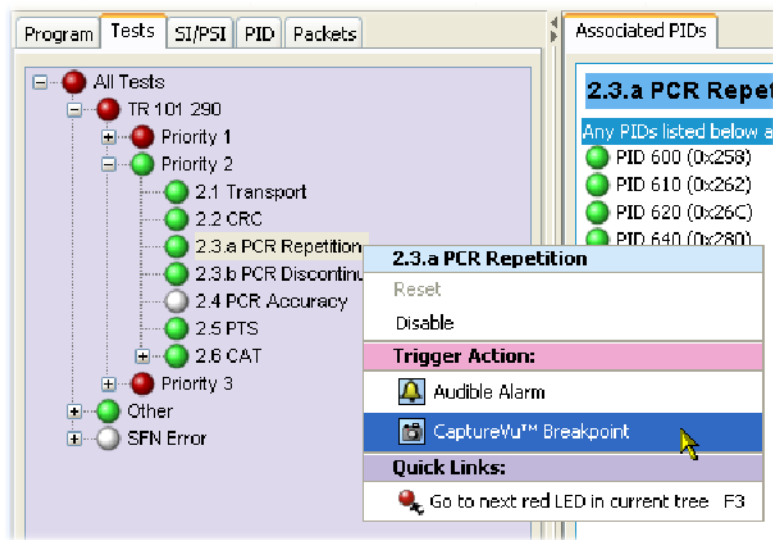 Program Tests SI/PSI PID Packets
All Tests
TR 101 290
Priority 1
Priority 2
2.1 Transport
2.2 CRC
2.3.a PCR Repetition
2.3.b PCR Discontinu
2.4 PCR Accuracy
2.5 PTS
2.6 CAT
Priority 3
Other
SFN Error
2.3.a PCR Repetition
Reset
Disable
Trigger Action:
Audible Alarm
CaptureVu™ Breakpoint
Quick Links:
Go to next red LED in current tree F3
Associated PIDs
2.3.a PCR Repet
Any PIDs listed below a
PID 600 (0x258)
PID 610 (0x262)
PID 620 (0x26C)
PID 640 (0x280)